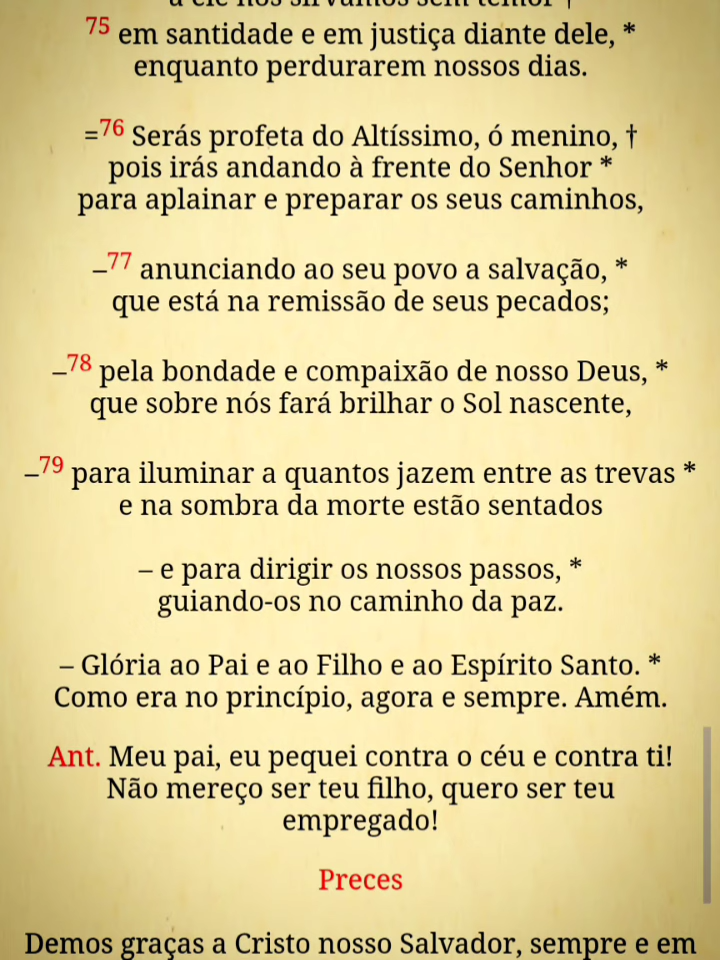 a ele nós sirvamos sem temor †
75 em santidade e em justiça diante dele, *
enquanto perdurarem nossos dias.
=76 Serás profeta do Altíssimo, ó menino, †
pois irás andando à frente do Senhor *
para aplainar e preparar os seus caminhos,
–77 anunciando ao seu povo a salvação, *
que está na remissão de seus pecados;
–78 pela bondade e compaixão de nosso Deus, *
que sobre nós fará brilhar o Sol nascente,
–79 para iluminar a quantos jazem entre as trevas *
e na sombra da morte estão sentados
– e para dirigir os nossos passos, *
guiando-os no caminho da paz.
– Glória ao Pai e ao Filho e ao Espírito Santo. *
Como era no princípio, agora e sempre. Amém.
Ant. Meu pai, eu pequei contra o céu e contra ti!
Não mereço ser teu filho, quero ser teu
empregado!
Preces
Demos graças a Cristo nosso Salvador, sempre e em